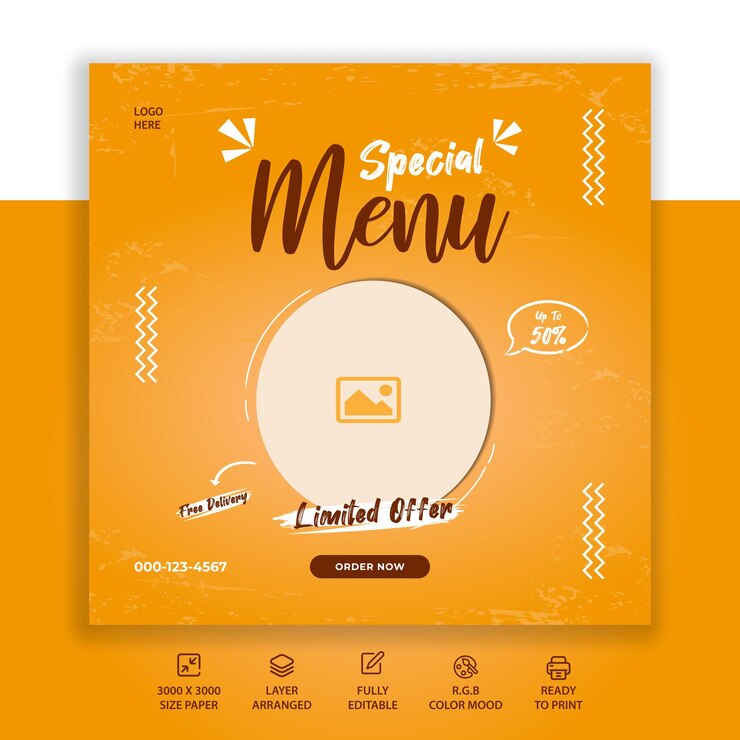 LOGO
HERE
Special
Menu
Up To
50%
Free Delivery
Limited Offer
000-123-4567
ORDER NOW
3000 X 3000
SIZE PAPER
LAYER
ARRANGED
FULLY
EDITABLE
R.G.B
COLOR MOOD
READY
TO PRINT